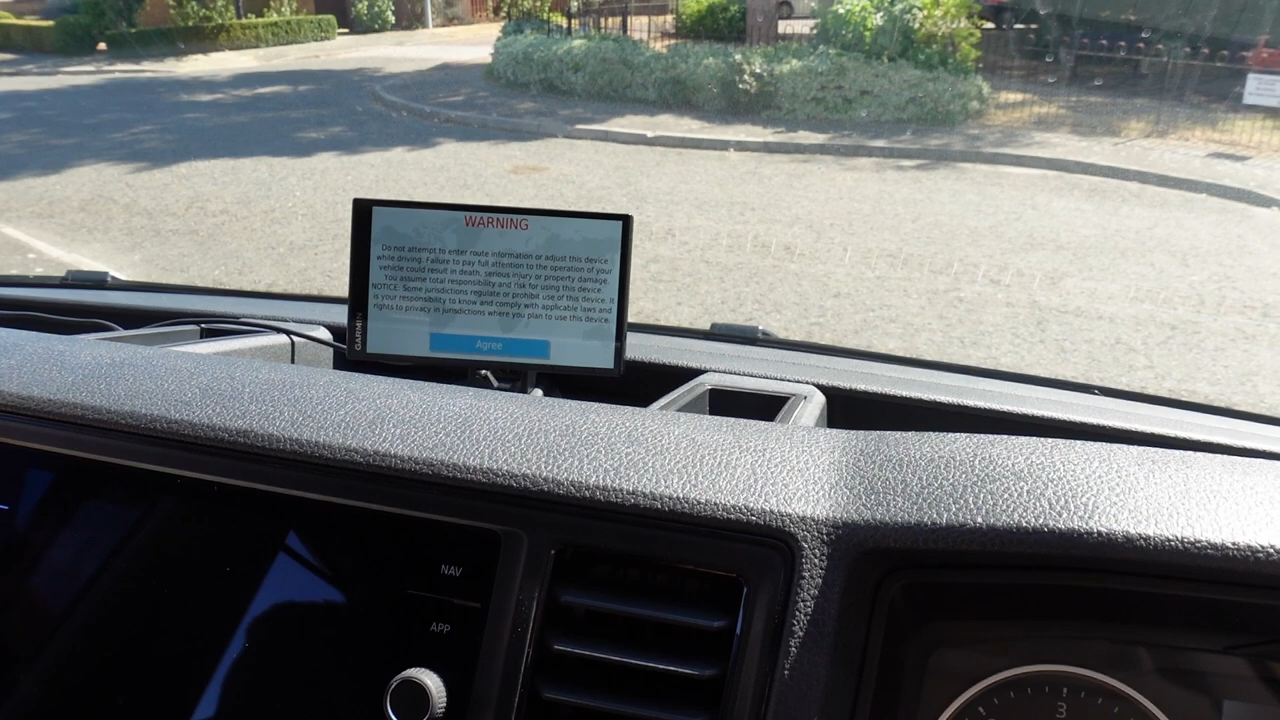 WARNING
Do not attempt to enter route information or adjust this device
while driving. Failure to pay full attention to the operation of your
vehicle could result in death, serious injury or property damage.
You assume total responsibility and risk for using this device.
NOTICE: Some jurisdictions regulate or prohibit use of this device. It
is your responsibility to know and comply with applicable laws and
rights to privacy in jurisdictions where you plan to use this device.
Agree
GARMIN
NAV
APP
3